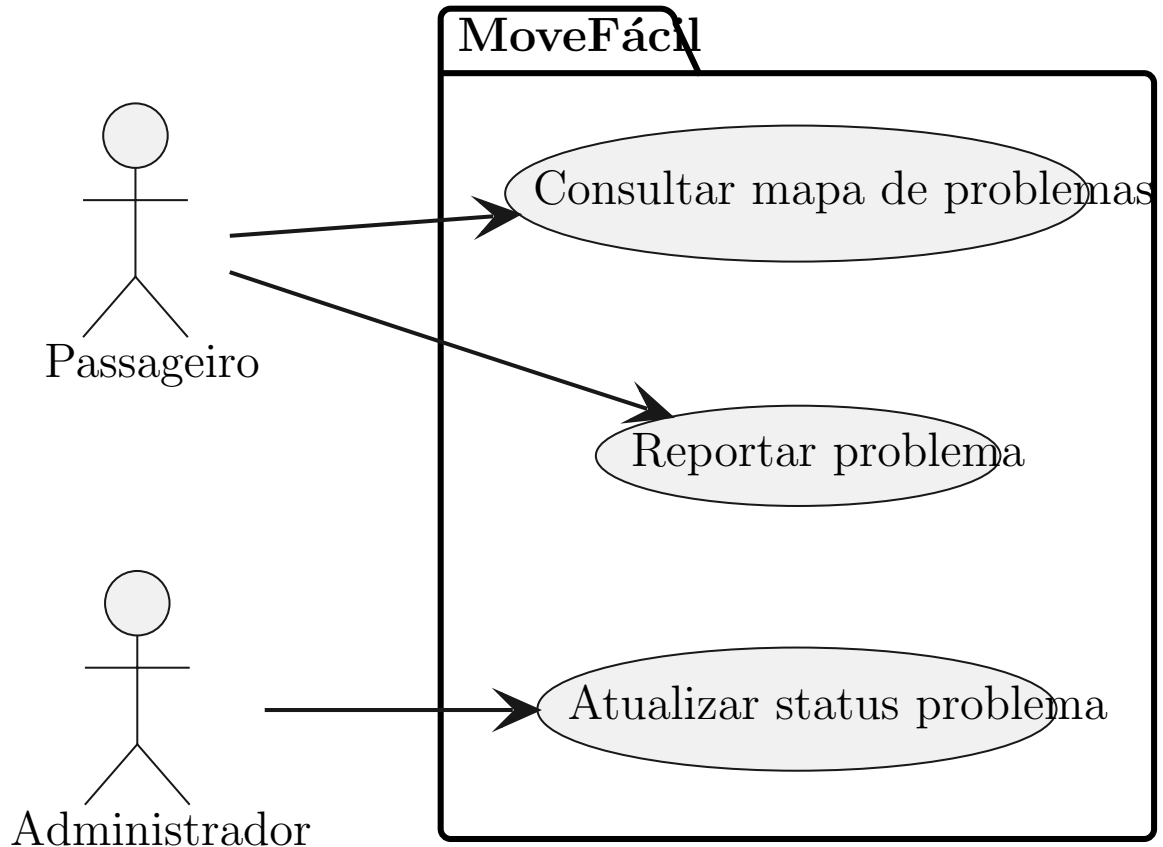 MoveFácil
Consultar mapa de problemas
Passageiro
Reportar problema
Atualizar status problema
Administrador